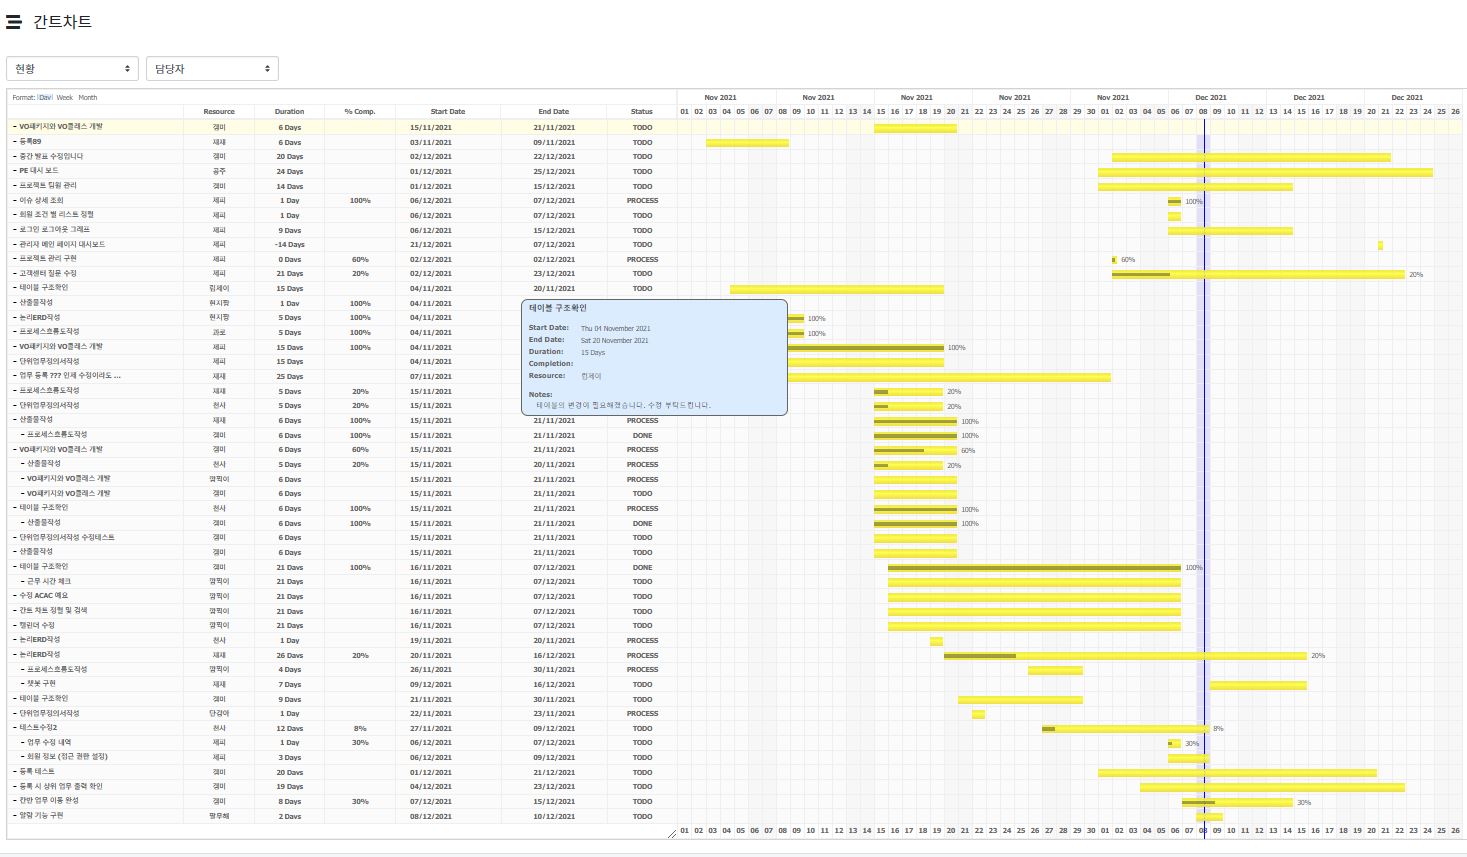 간트차트
현황 담당자
Format: Day Week Month
Nov 2021 Nov 2021 Nov 2021 Nov 2021 Nov 2021 Dec 2021 Dec 2021 Dec 2021
Resource Duration % Comp. Start Date End Date Status 01 02 03 04 05 06 07 08 09 10 11 12 13 14 15 16 17 18 19 20 21 22 23 24 25 26 27 28 29 30 01 02 03 04 05 06 07 08 09 10 11 12 13 14 15 16 17 18 19 20 21 22 23 24 25 26
- VO패키지와 VO클래스 개발 갬미 6 Days 15/11/2021 21/11/2021 TODO
- 등록89 재재 6 Days 03/11/2021 09/11/2021 TODO
- 중간 발표 수정입니다 갬미 20 Days 02/12/2021 22/12/2021 TODO
- PE 대시 보드 공주 24 Days 01/12/2021 25/12/2021 TODO
- 프로젝트 팀원 관리 갬미 14 Days 01/12/2021 15/12/2021 TODO
- 이슈 상세 조회 제피 1 Day 100% 06/12/2021 07/12/2021 PROCESS 100%
- 회원 조건 별 리스트 정렬 제피 1 Day 06/12/2021 07/12/2021 TODO
- 로그인 로그아웃 그래프 제피 9 Days 06/12/2021 15/12/2021 TODO
- 관리자 메인 페이지 대시보드 제피 -14 Days 21/12/2021 07/12/2021 TODO
- 프로젝트 관리 구현 제피 0 Days 60% 02/12/2021 02/12/2021 PROCESS 60%
- 고객센터 질문 수정 제피 21 Days 20% 02/12/2021 23/12/2021 TODO 20%
- 테이블 구조확인 킴제이 15 Days 04/11/2021 20/11/2021 TODO
- 산출물작성 현지짱 1 Day 100% 04/11/2021
- 논리ERD작성 현지짱 5 Days 100% 04/11/2021 100%
- 프로세스흐름도작성 과로 5 Days 100% 04/11/2021 100%
- VO패키지와 VO클래스 개발 제피 15 Days 100% 04/11/2021 100%
- 단위업무정의서작성 제피 15 Days 04/11/2021
- 업무 등록 ??? 언제 수정이라도 ... 재재 25 Days 07/11/2021
테이블 구조확인
Start Date: Thu 04 November 2021
End Date: Sat 20 November 2021
Duration: 15 Days
Completion:
Resource: 킴제이
Notes:
테이블의 변경이 필요해졌습니다. 수정 부탁드립니다.
- 프로세스흐름도작성 재재 5 Days 20% 15/11/2021 20%
- 단위업무정의서작성 천사 5 Days 20% 15/11/2021 20%
- 산출물작성 재재 6 Days 100% 15/11/2021 21/11/2021 PROCESS 100%
- 프로세스흐름도작성 갬미 6 Days 100% 15/11/2021 21/11/2021 DONE 100%
- VO패키지와 VO클래스 개발 갬미 6 Days 60% 15/11/2021 21/11/2021 PROCESS 60%
- 산출물작성 천사 5 Days 20% 15/11/2021 20/11/2021 PROCESS 20%
- VO패키지와 VO클래스 개발 깜찍이 6 Days 15/11/2021 21/11/2021 PROCESS
- VO패키지와 VO클래스 개발 갬미 6 Days 15/11/2021 21/11/2021 TODO
- 테이블 구조확인 천사 6 Days 100% 15/11/2021 21/11/2021 PROCESS 100%
- 산출물작성 갬미 6 Days 100% 15/11/2021 21/11/2021 DONE 100%
- 단위업무정의서작성 수정테스트 갬미 6 Days 15/11/2021 21/11/2021 TODO
- 산출물작성 갬미 6 Days 15/11/2021 21/11/2021 TODO
- 테이블 구조확인 갬미 21 Days 100% 16/11/2021 07/12/2021 DONE 100%
- 근무 시간 체크 깜찍이 21 Days 16/11/2021 07/12/2021 TODO
- 수정 ACAC 예요 깜찍이 21 Days 16/11/2021 07/12/2021 TODO
- 간트 차트 정렬 및 검색 깜찍이 21 Days 16/11/2021 07/12/2021 TODO
- 캘린더 수정 깜찍이 21 Days 16/11/2021 07/12/2021 TODO
- 논리ERD작성 천사 1 Day 19/11/2021 20/11/2021 PROCESS
- 논리ERD작성 재재 26 Days 20% 20/11/2021 16/12/2021 PROCESS 20%
- 프로세스흐름도작성 깜찍이 4 Days 26/11/2021 30/11/2021 PROCESS
- 챗봇 구현 재재 7 Days 09/12/2021 16/12/2021 TODO
- 테이블 구조확인 갬미 9 Days 21/11/2021 30/11/2021 TODO
- 단위업무정의서작성 1 Day 22/11/2021 23/11/2021 PROCESS
- 테스트수정2 천사 12 Days 8% 27/11/2021 09/12/2021 TODO 8%
- 업무 수정 내역 제피 1 Day 30% 06/12/2021 07/12/2021 TODO 30%
- 회원 정보 (접근 권한 설정) 제피 3 Days 06/12/2021 09/12/2021 TODO
- 등록 테스트 갬미 20 Days 01/12/2021 21/12/2021 TODO
- 등록 시 상위 업무 출력 확인 갬미 19 Days 04/12/2021 23/12/2021 TODO
- 칸반 업무 이동 완성 갬미 8 Days 30% 07/12/2021 15/12/2021 TODO 30%
- 알람 기능 구현 2 Days 08/12/2021 10/12/2021 TODO
01 02 03 04 05 06 07 08 09 10 11 12 13 14 15 16 17 18 19 20 21 22 23 24 25 26 27 28 29 30 01 02 03 04 05 06 07 08 09 10 11 12 13 14 15 16 17 18 19 20 21 22 23 24 25 26